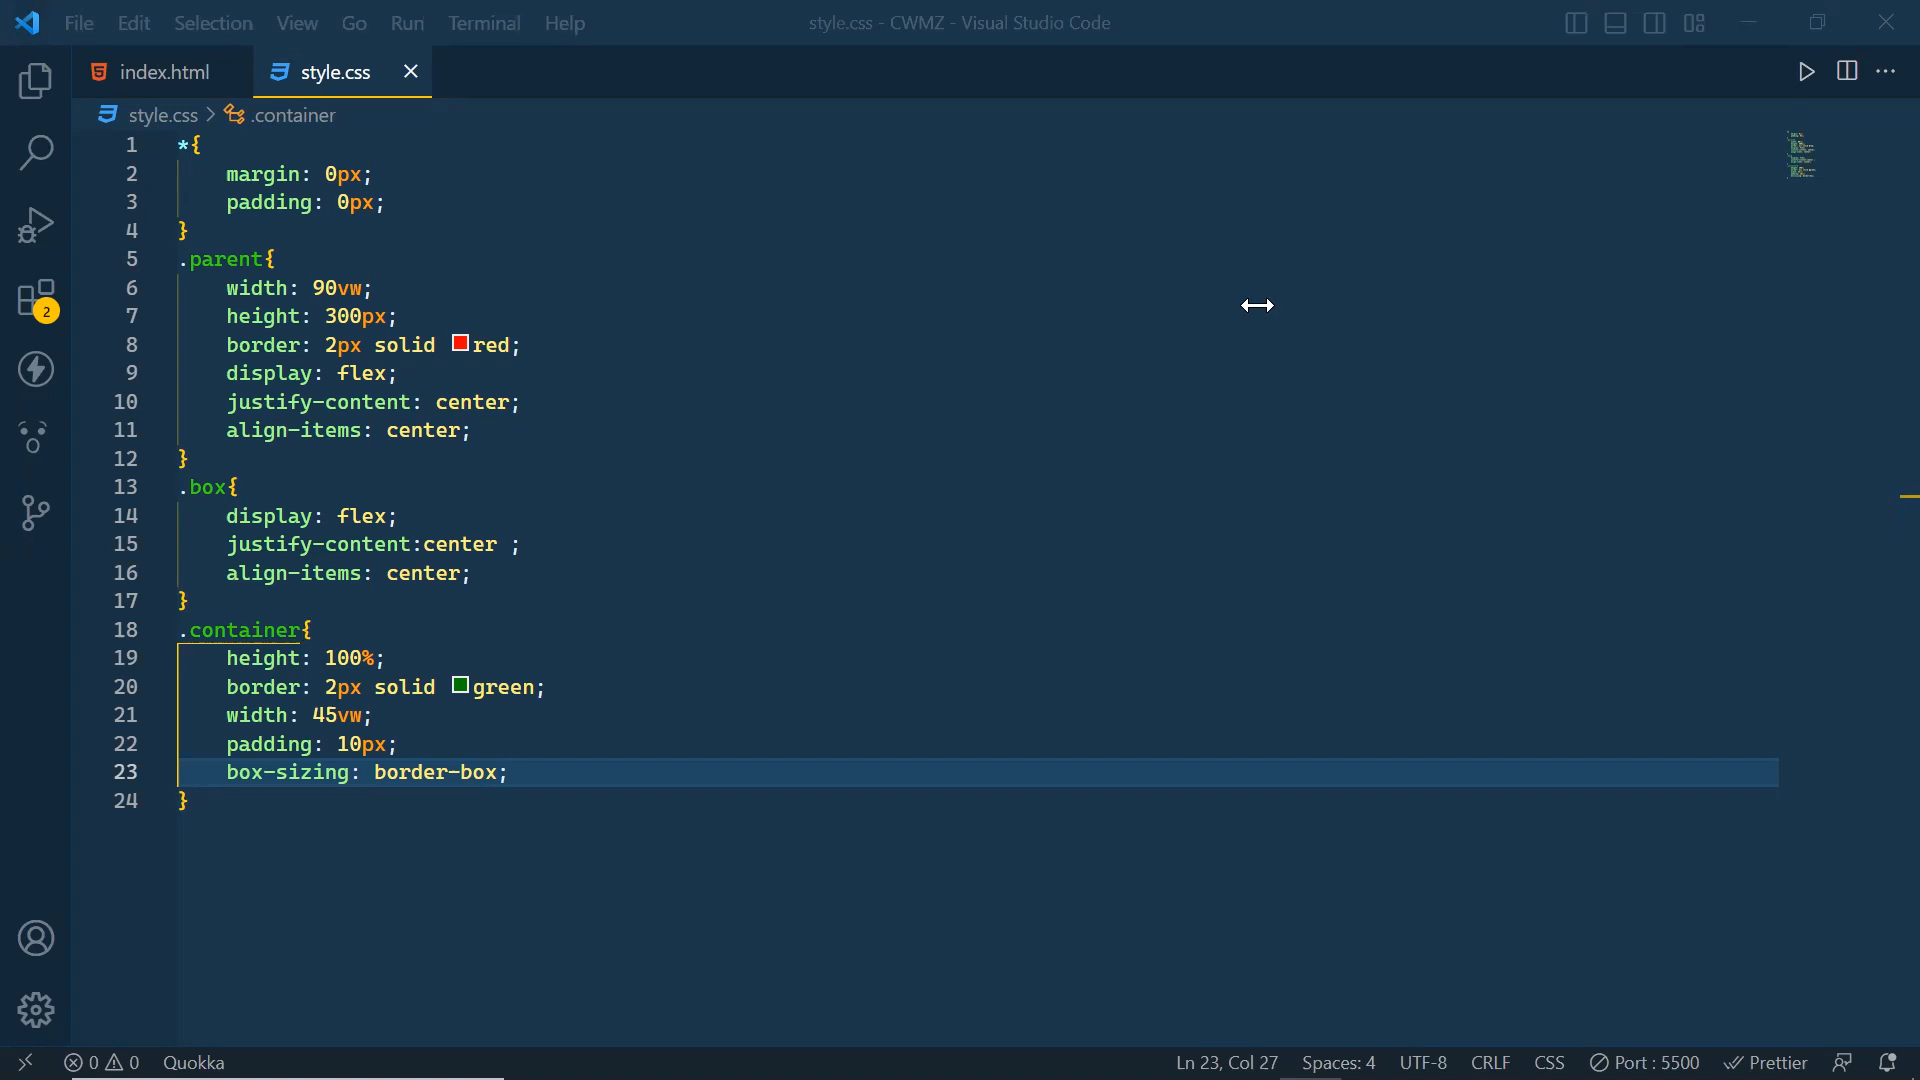 File Edit Selection View Go Run Terminal Help style.css - CWMZ - Visual Studio Code
index.html style.css
style.css > .container
1 *{
2 margin: 0px;
3 padding: 0px;
4 }
5 .parent{
6 width: 90vw;
7 height: 300px;
8 border: 2px solid red;
9 display: flex;
10 justify-content: center;
11 align-items: center;
12 }
13 .box{
14 display: flex;
15 justify-content:center ;
16 align-items: center;
17 }
18 .container{
19 height: 100%;
20 border: 2px solid green;
21 width: 45vw;
22 padding: 10px;
23 box-sizing: border-box;
24 }
2
0 0 Quokka Ln 23, Col 27 Spaces: 4 UTF-8 CRLF CSS Port : 5500 Prettier